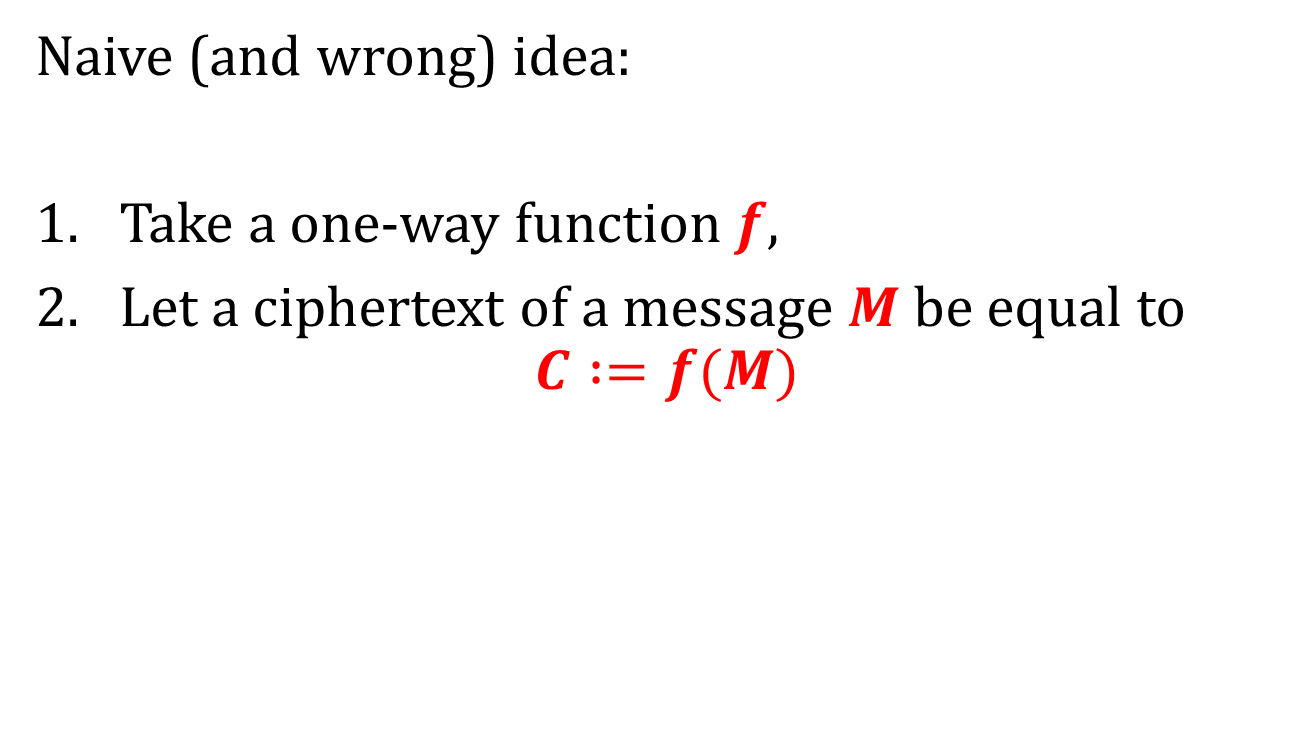 Naive (and wrong) idea:
1. Take a one-way function f,
2. Let a ciphertext of a message M be equal to
C := f(M)